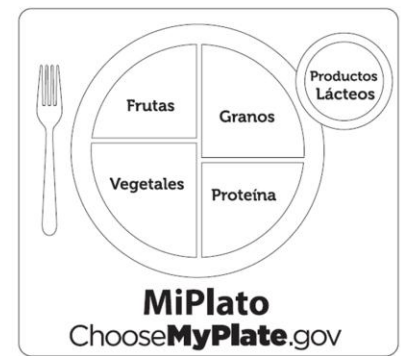 Frutas
Granos
Productos
Lácteos
Vegetales
Proteína
MiPlato
ChooseMyPlate.gov